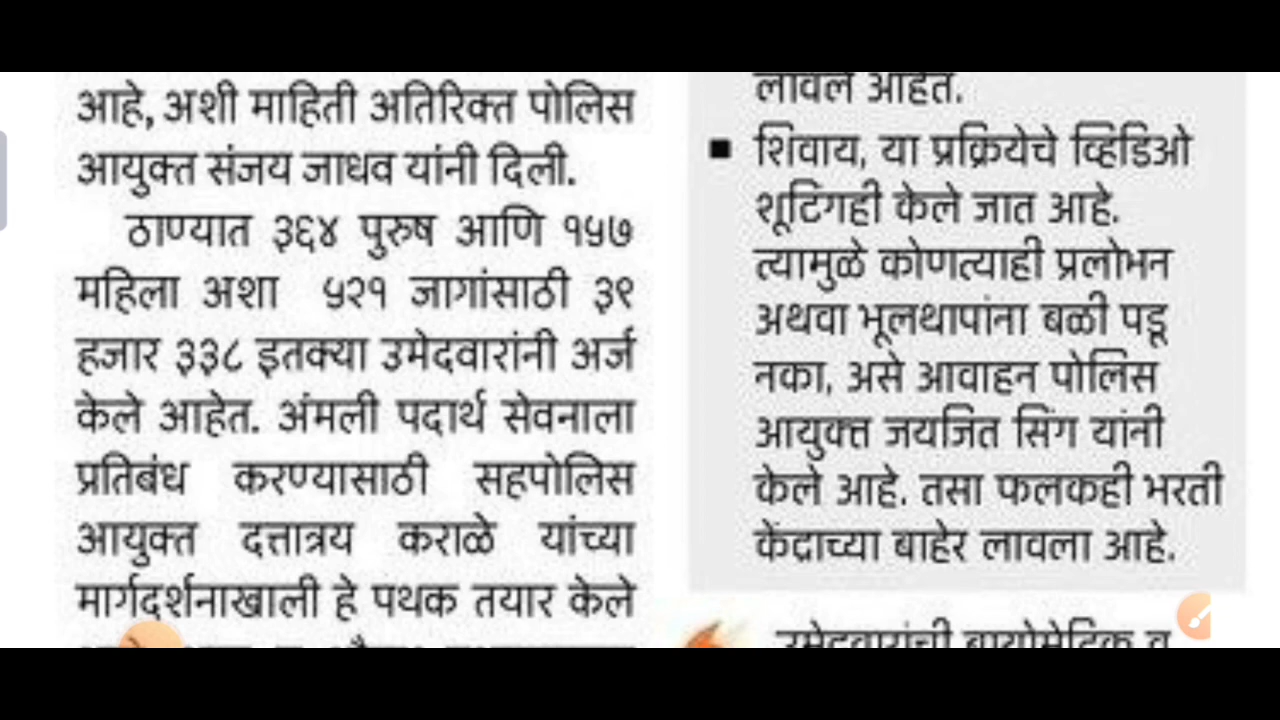 आहे, अशी माहिती अतिरिक्त पोलिस
आयुक्त संजय जाधव यांनी दिली.
ठाण्यात ३६४ पुरुष आणि १५७
महिला अशा ५२१ जागांसाठी ३९
हजार ३३८ इतक्या उमेदवारांनी अर्ज
केले आहेत. अंमली पदार्थ सेवनाला
प्रतिबंध करण्यासाठी सहपोलिस
आयुक्त दत्तात्रय कराळे यांच्या
मार्गदर्शनाखाली हे पथक तयार केले
लावले आहेत.
■ शिवाय, या प्रक्रियेचे व्हिडिओ
शूटिंगही केले जात आहे.
त्यामुळे कोणत्याही प्रलोभन
अथवा भूलथापांना बळी पडू
नका, असे आवाहन पोलिस
आयुक्त जयजित सिंग यांनी
केले आहे. तसा फलकही भरती
केंद्राच्या बाहेर लावला आहे.
उमेदवारांची बायोमेट्रिक व